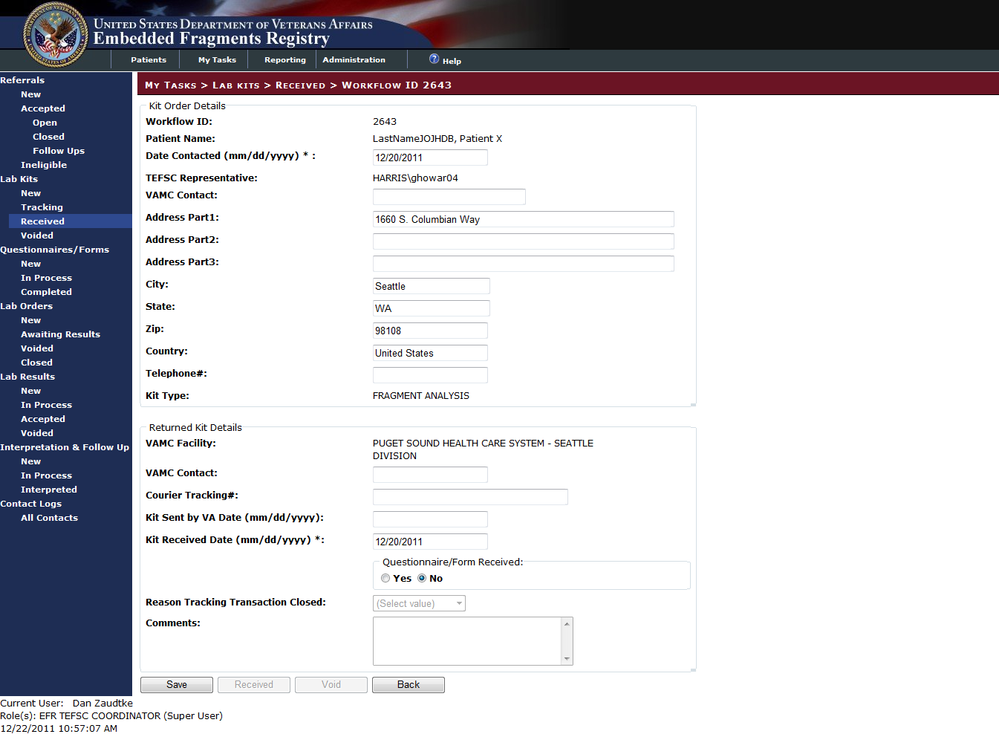 United States Department of Veterans Affairs
Embedded Fragments Registry
Patients
My Tasks
Reporting
Administration
? Help
Referrals
New
Accepted
Open
Closed
Follow Ups
Ineligible
Lab Kits
New
Tracking
Received
Voided
Questionnaires/Forms
New
In Process
Completed
Lab Orders
New
Awaiting Results
Voided
Closed
Lab Results
New
In Process
Accepted
Voided
Interpretation & Follow Up
New
In Process
Interpreted
Contact Logs
All Contacts
My Tasks > Lab kits > Received > Workflow ID 2643
Kit Order Details
Workflow ID: 2643
Patient Name: LastNameJOJHDB, Patient X
Date Contacted (mm/dd/yyyy) * : 12/20/2011
TEFSC Representative: HARRIS\ghowar04
VAMC Contact:
Address Part1: 1660 S. Columbian Way
Address Part2:
Address Part3:
City: Seattle
State: WA
Zip: 98108
Country: United States
Telephone#:
Kit Type: FRAGMENT ANALYSIS
Returned Kit Details
VAMC Facility: PUGET SOUND HEALTH CARE SYSTEM - SEATTLE
DIVISION
VAMC Contact:
Courier Tracking#:
Kit Sent by VA Date (mm/dd/yyyy):
Kit Received Date (mm/dd/yyyy) *: 12/20/2011
Questionnaire/Form Received:
Yes No
Reason Tracking Transaction Closed: (Select value)
Comments:
Save Received Void Back
Current User: Dan Zaudtke
Role(s): EFR TEFSC COORDINATOR (Super User)
12/22/2011 10:57:07 AM